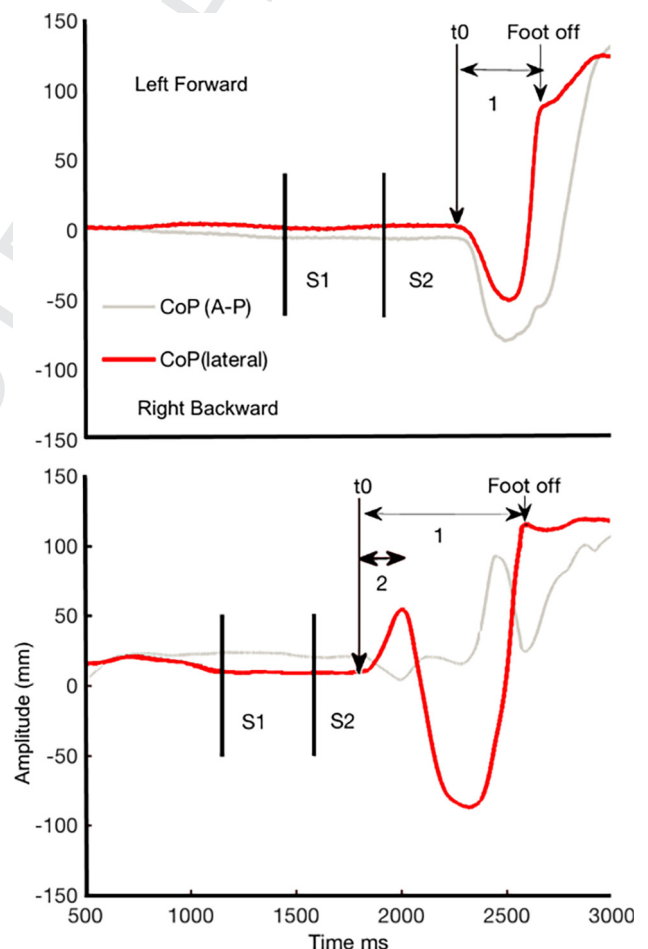 150
t0 Foot off
100
Left Forward
1
50
0
S1 S2
-50
CoP (A-P)
-100
CoP(lateral)
Right Backward
-150
150
t0 Foot off
100
1
2
50
0
S1 S2
-50
-100
-150
Amplitude (mm)
500 1000 1500 2000 2500 3000
Time ms